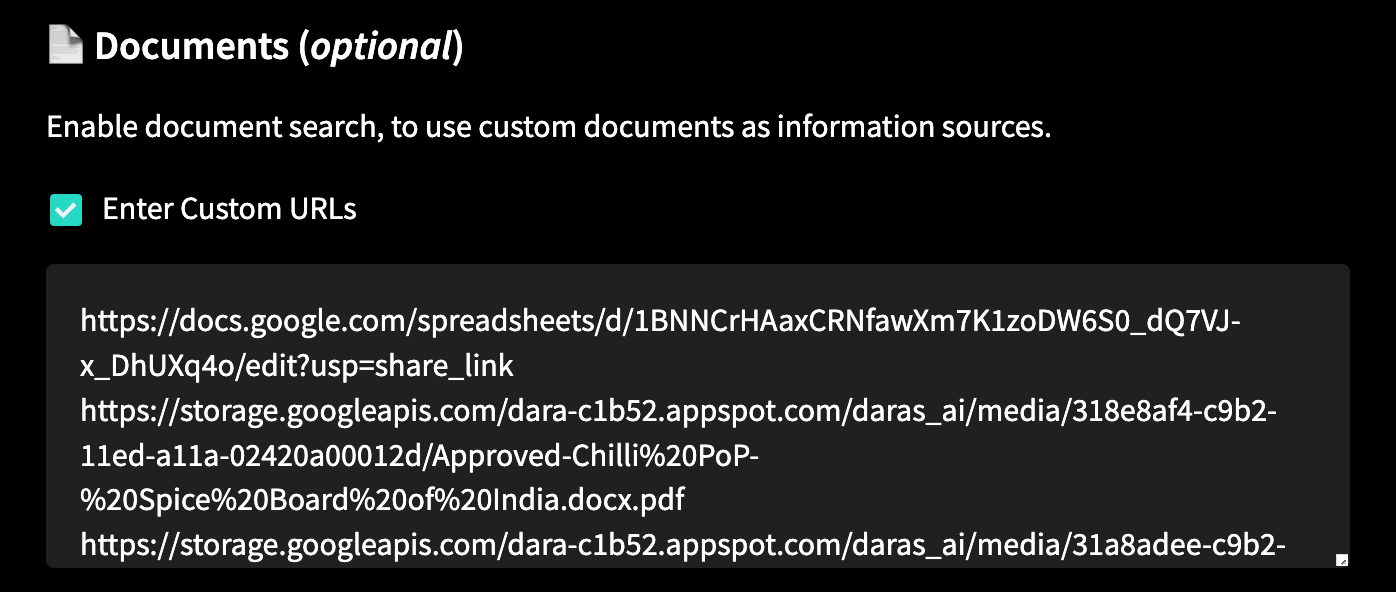 Documents (optional)
Enable document search, to use custom documents as information sources.
Enter Custom URLs
https://docs.google.com/spreadsheets/d/1BNNCrHAaxCRNfawXm7K1zoDW6S0_dQ7VJ-
x_DhUXq4o/edit?usp=share_link
https://storage.googleapis.com/dara-c1b52.appspot.com/daras_ai/media/318e8af4-c9b2-
11ed-a11a-02420a00012d/Approved-Chilli%20PoP-
%20Spice%20Board%20of%20India.docx.pdf
https://storage.googleapis.com/dara-c1b52.appspot.com/daras_ai/media/31a8adee-c9b2-